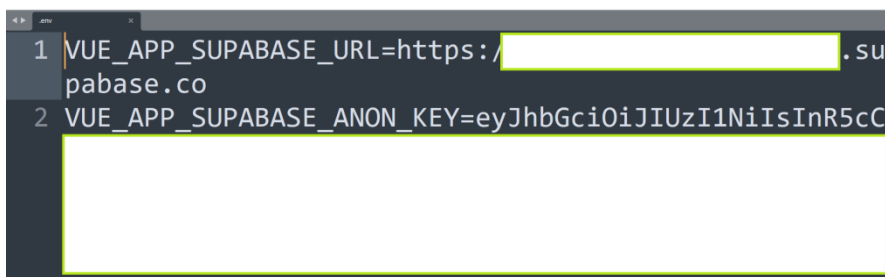 .env
1 VUE_APP_SUPABASE_URL=https:/ .su
pabase.co
2 VUE_APP_SUPABASE_ANON_KEY=eyJhbGciOiJIUzI1NiIsInR5cC